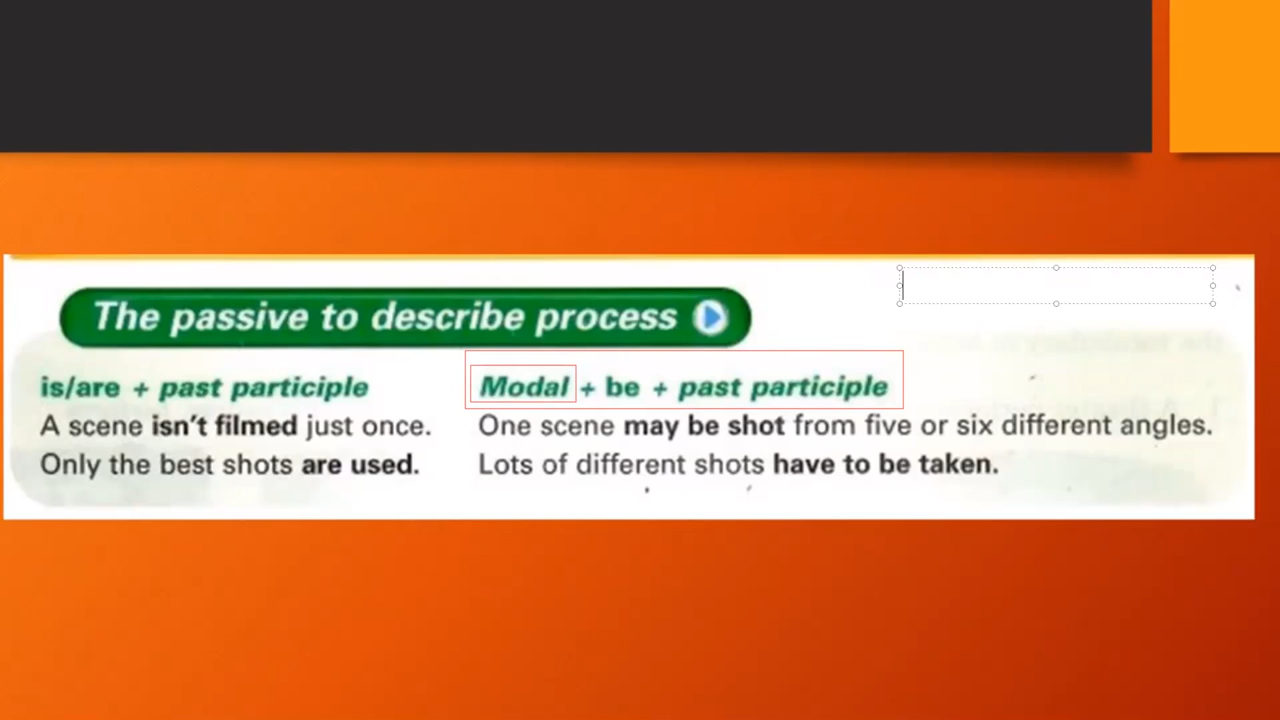 The passive to describe process
is/are + past participle
A scene isn't filmed just once.
Only the best shots are used.
Modal + be + past participle
One scene may be shot from five or six different angles.
Lots of different shots have to be taken.